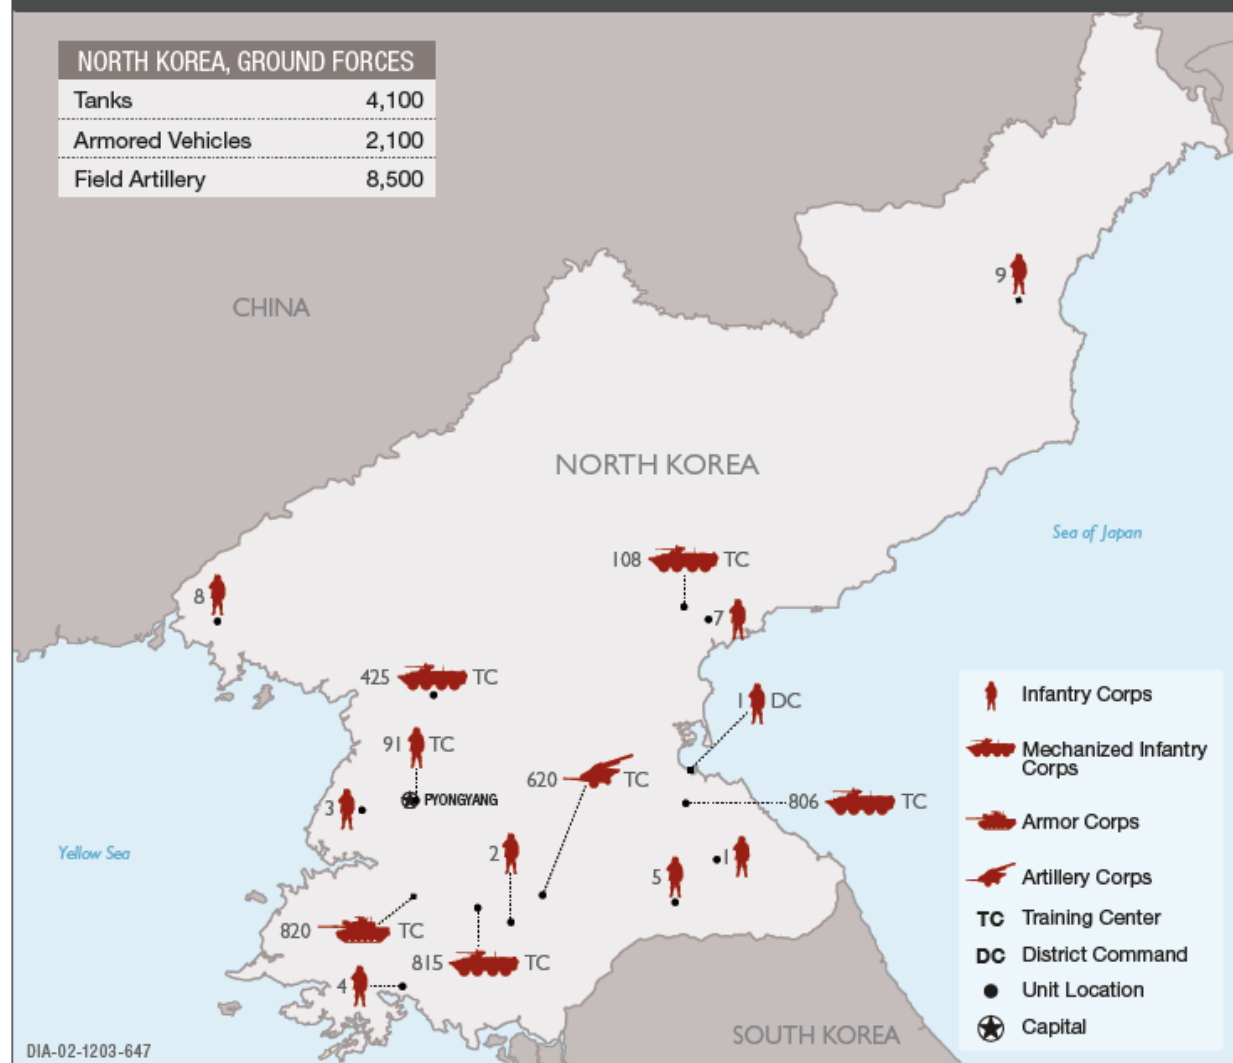 NORTH KOREA, GROUND FORCES
Tanks 4,100
Armored Vehicles 2,100
Field Artillery 8,500
CHINA
9
NORTH KOREA
Sea of Japan
108 TC
8
7
425 TC
1 DC
91 TC
620 TC
3
PYONGYANG
806 TC
Yellow Sea
2
1
5
820 TC
815 TC
4
SOUTH KOREA
Infantry Corps
Mechanized Infantry
Corps
Armor Corps
Artillery Corps
TC Training Center
DC District Command
Unit Location
Capital
DIA-02-1203-647